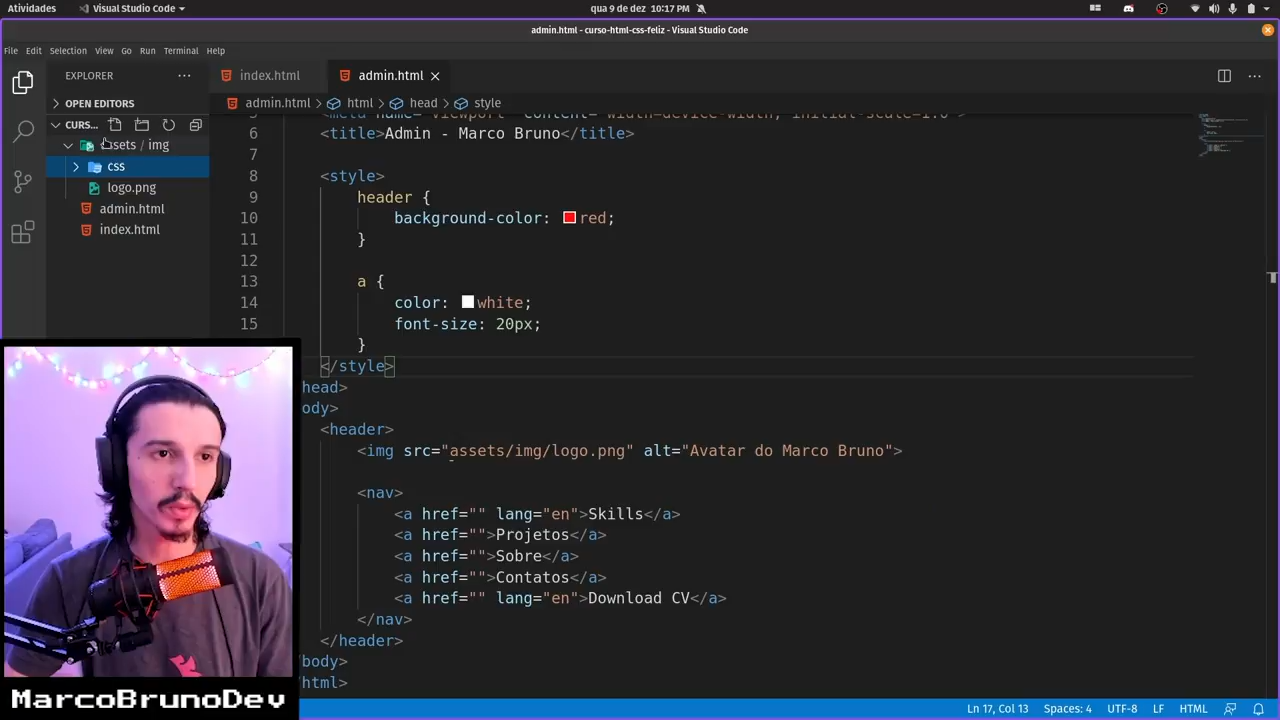 Atividades
Visual Studio Code
qua 9 de dez 10:17 PM
admin.html - curso-html-css-feliz - Visual Studio Code
File Edit Selection View Go Run Terminal Help
EXPLORER
index.html
admin.html
OPEN EDITORS
admin.html > html > head > style
CURS...
assets / img
css
logo.png
admin.html
index.html
6 <title>Admin - Marco Bruno</title>
7
8 <style>
9 header {
10 background-color: red;
11 }
12
13 a {
14 color: white;
15 font-size: 20px;
}
</style>
head>
ody>
<header>
<img src="assets/img/logo.png" alt="Avatar do Marco Bruno">
<nav>
<a href="" lang="en">Skills</a>
<a href="">Projetos</a>
<a href="">Sobre</a>
<a href="">Contatos</a>
<a href="" lang="en">Download CV</a>
</nav>
</header>
/body>
/html>
MarcoBrunoDev
Ln 17, Col 13 Spaces: 4 UTF-8 LF HTML